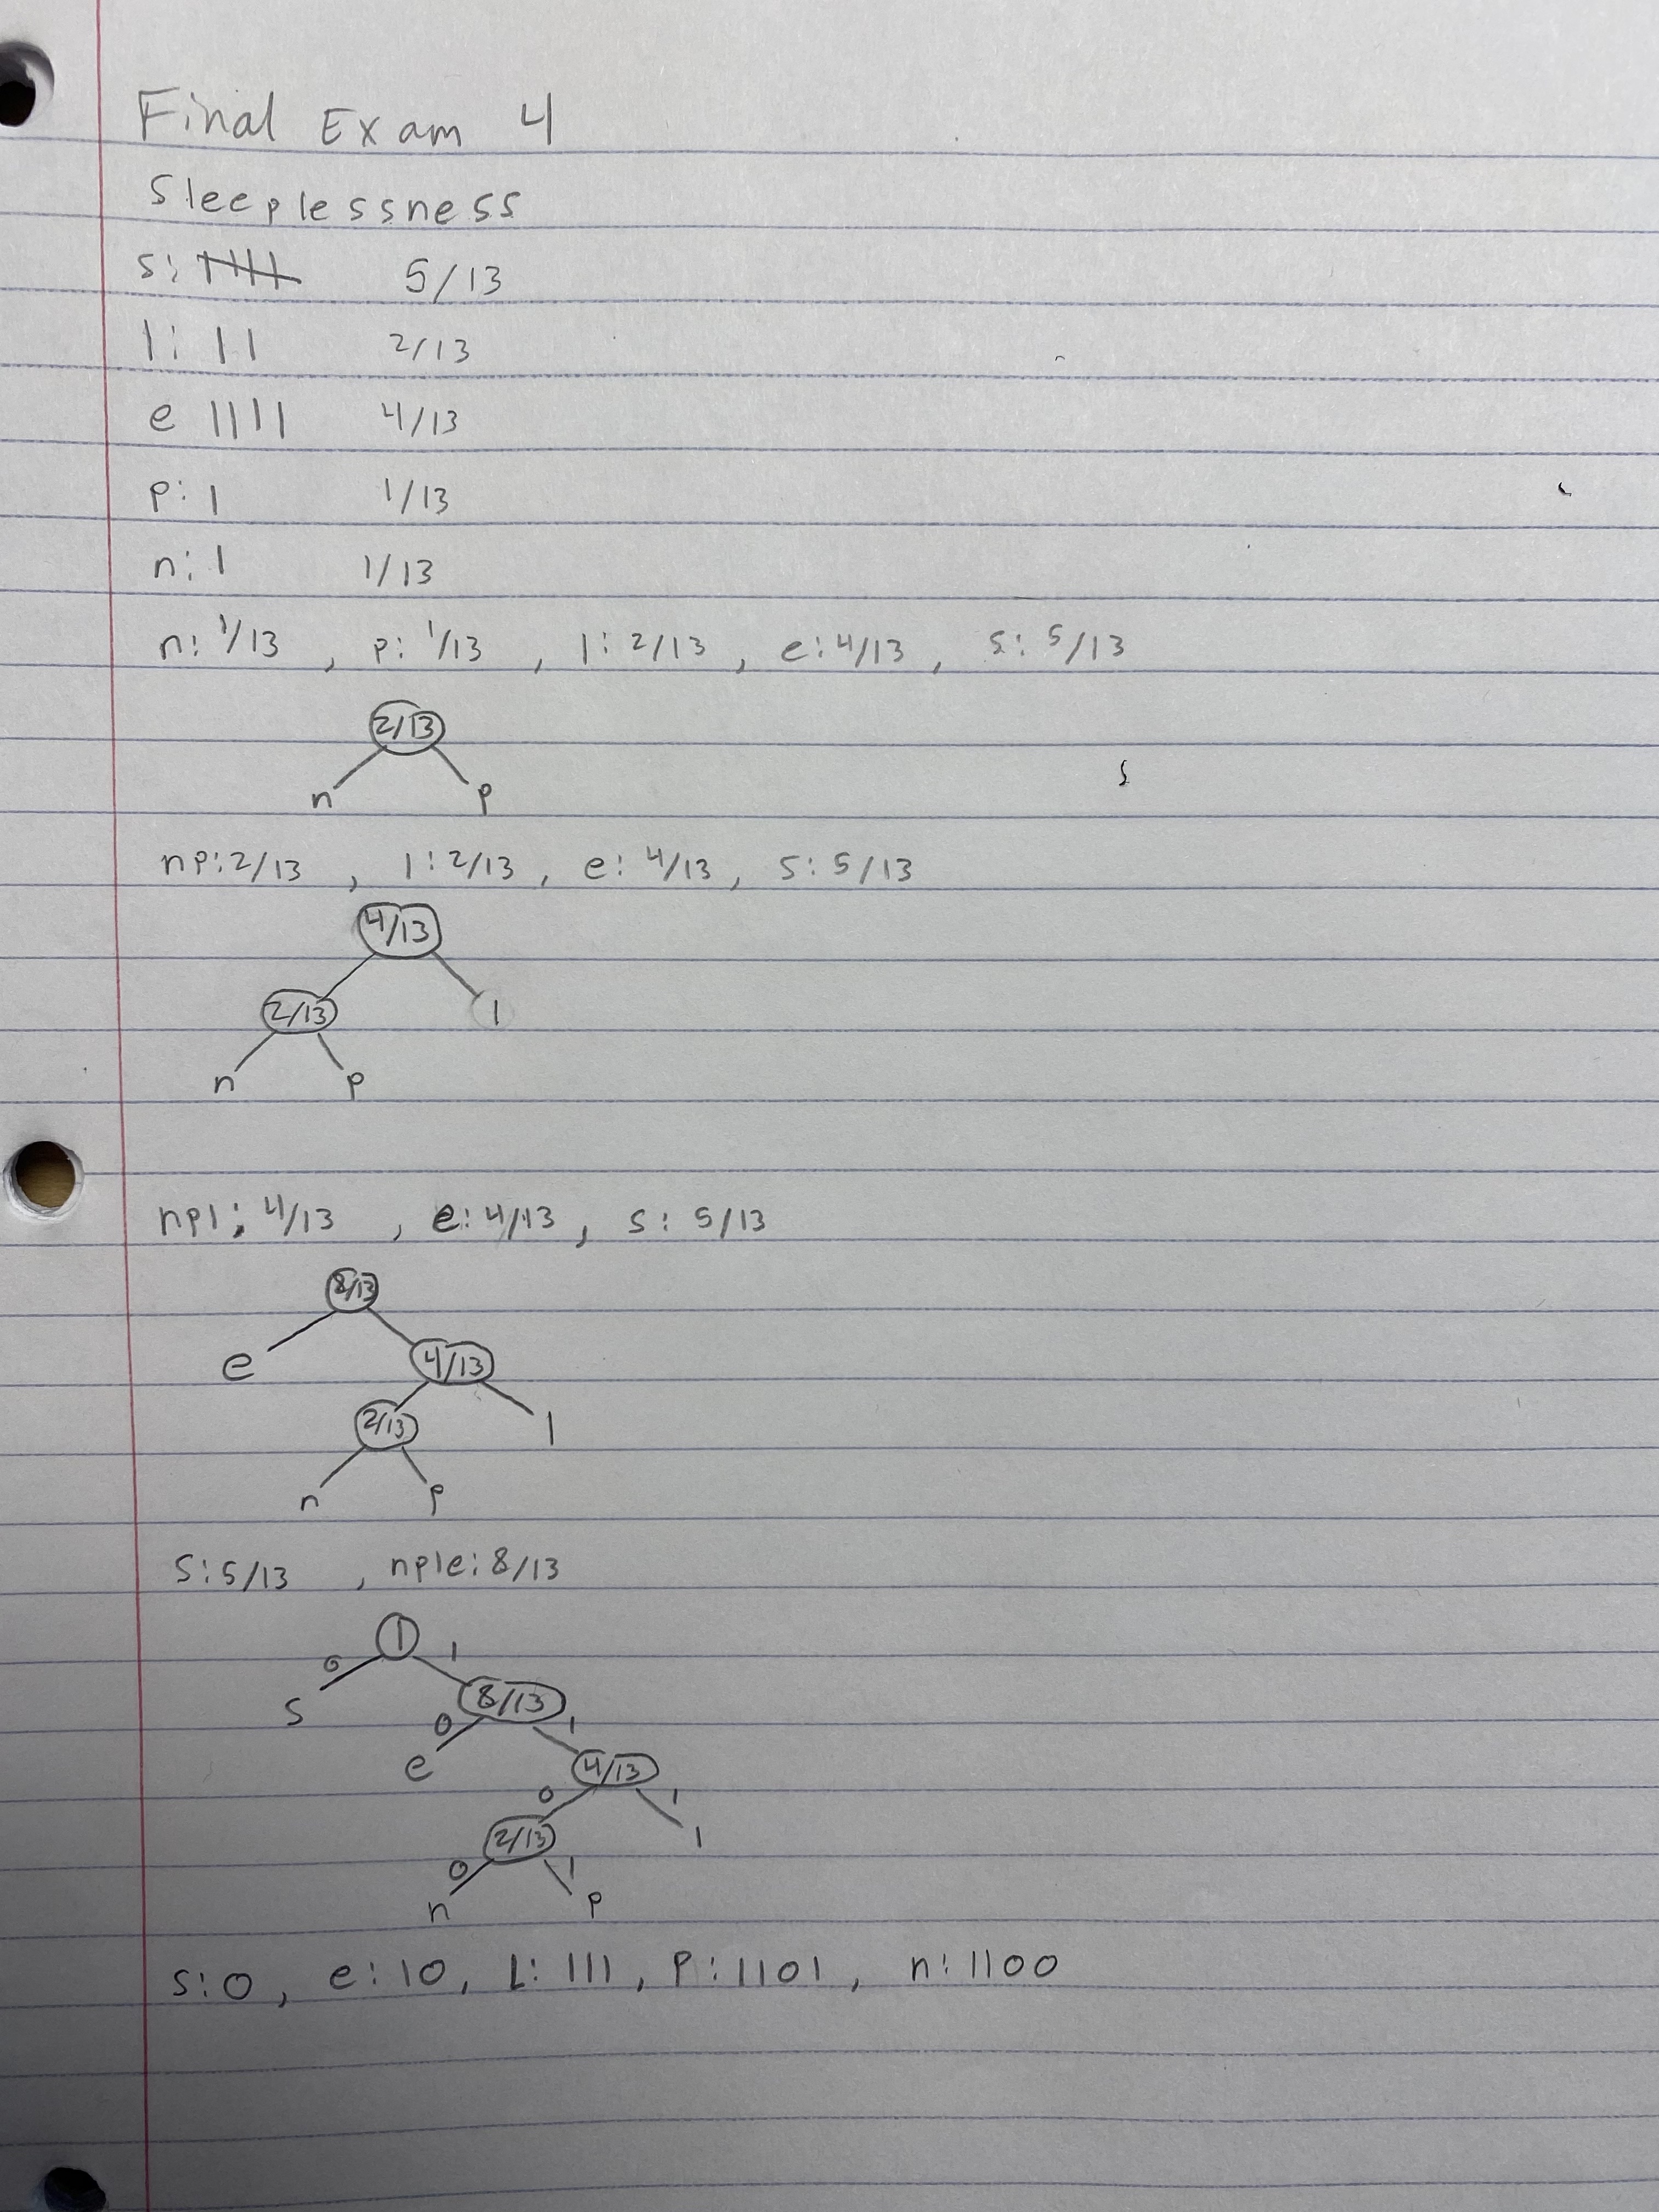 Final Exam 4
Sleeplessness
s: 5/13
l: 11 2/13
e 1111 4/13
p: 1 1/13
n: 1 1/13
n: 1/13 , p: 1/13 , l: 2/13 , e: 4/13 , s: 5/13
2/13
n p
np: 2/13 , l: 2/13 , e: 4/13 , s: 5/13
4/13
2/13 l
n p
npl: 4/13 , e: 4/13 , s: 5/13
8/13
e 4/13
2/13 l
n p
s: 5/13 , nple: 8/13
1
0 1
s 8/13
0 1
e 4/13
0 1
2/13 l
0 1
n p
s: 0 , e: 10 , L: 111 , P: 1101 , n: 1100